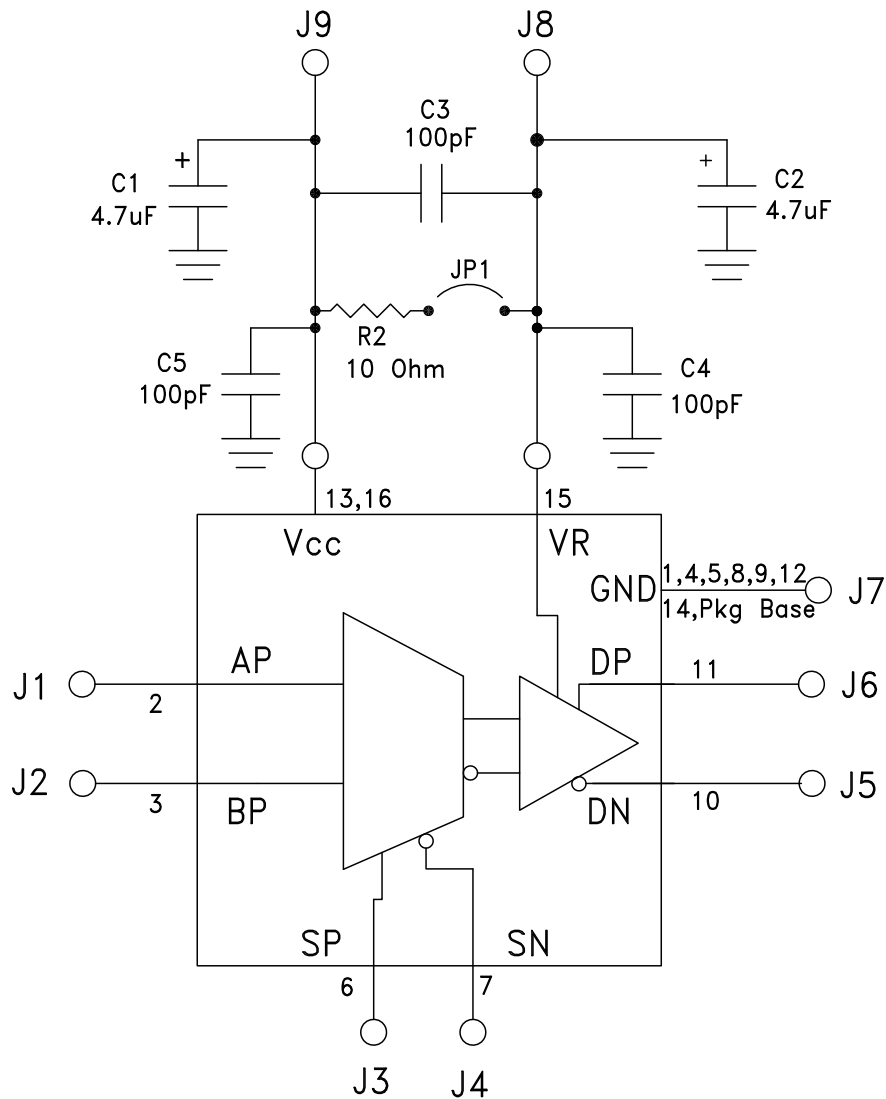 J9
J8
C3
100pF
+
+
C1
4.7uF
C2
4.7uF
JP1
R2
10 Ohm
C5
100pF
C4
100pF
13,16
15
Vcc
VR
GND
1,4,5,8,9,12
14,Pkg Base
J7
AP
DP
11
J1
2
J6
J2
3
BP
DN
10
J5
SP
SN
6
7
J3
J4